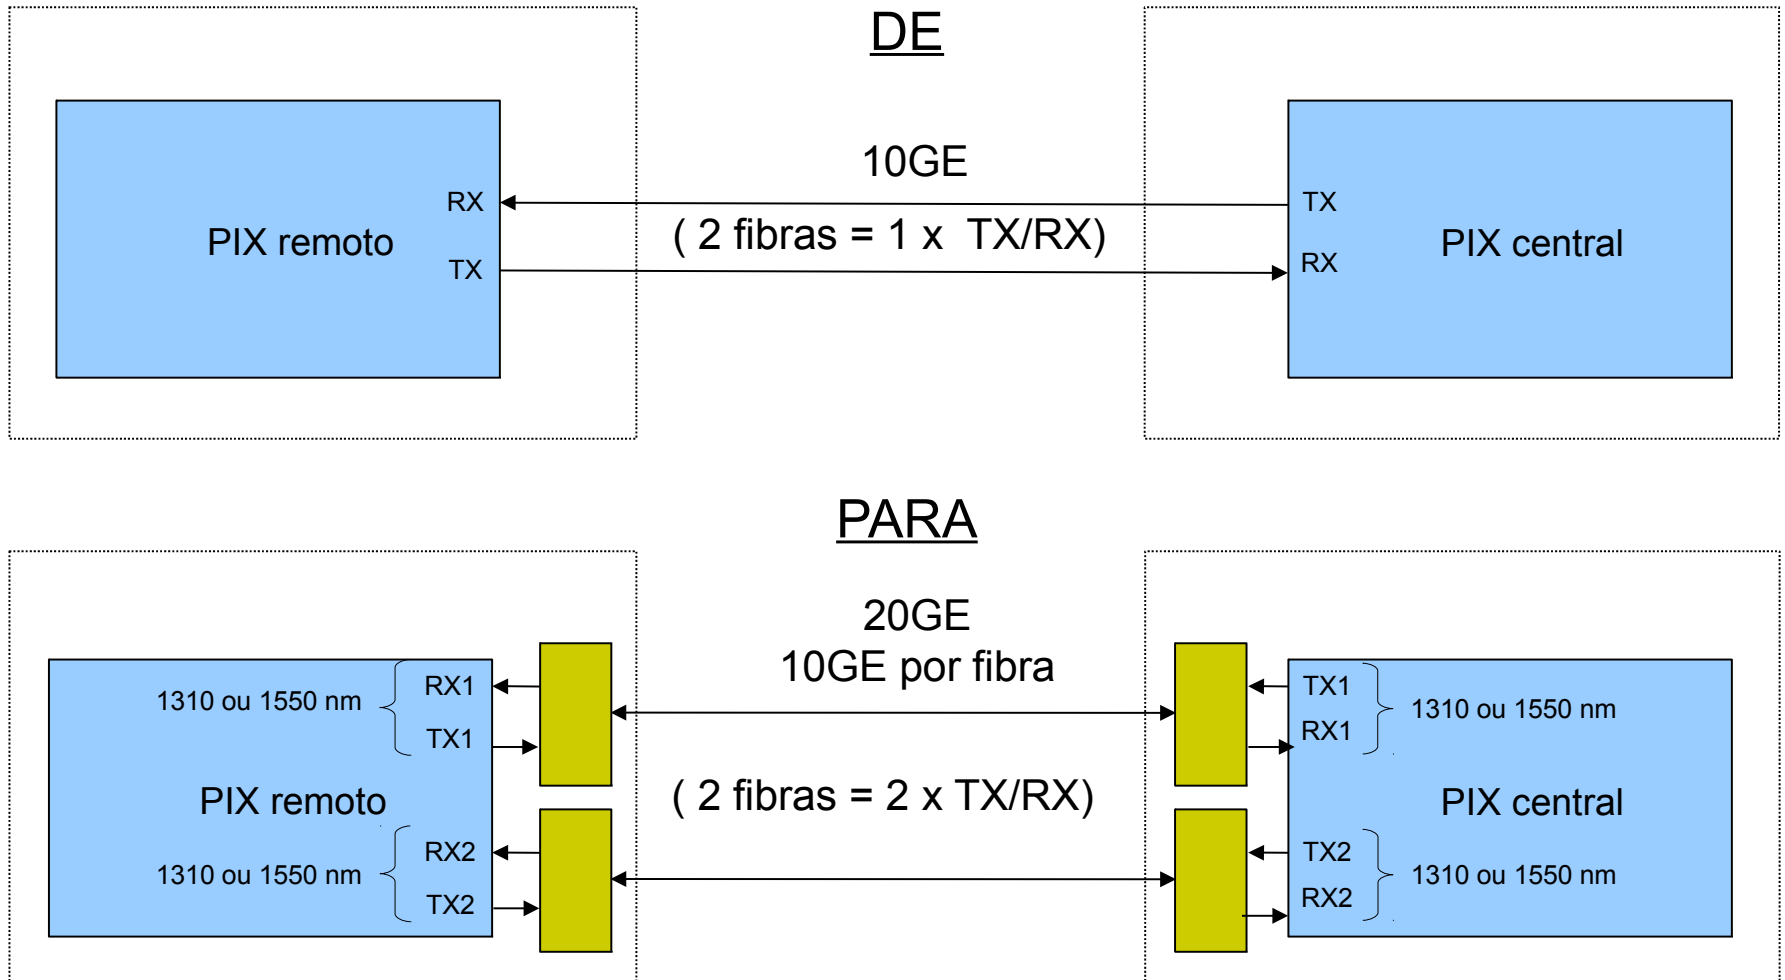 DE
10GE
( 2 fibras = 1 x TX/RX)
PIX remoto
RX
TX
TX
RX
PIX central
PARA
20GE
10GE por fibra
( 2 fibras = 2 x TX/RX)
1310 ou 1550 nm
RX1
TX1
PIX remoto
1310 ou 1550 nm
RX2
TX2
TX1
RX1
1310 ou 1550 nm
PIX central
TX2
RX2
1310 ou 1550 nm